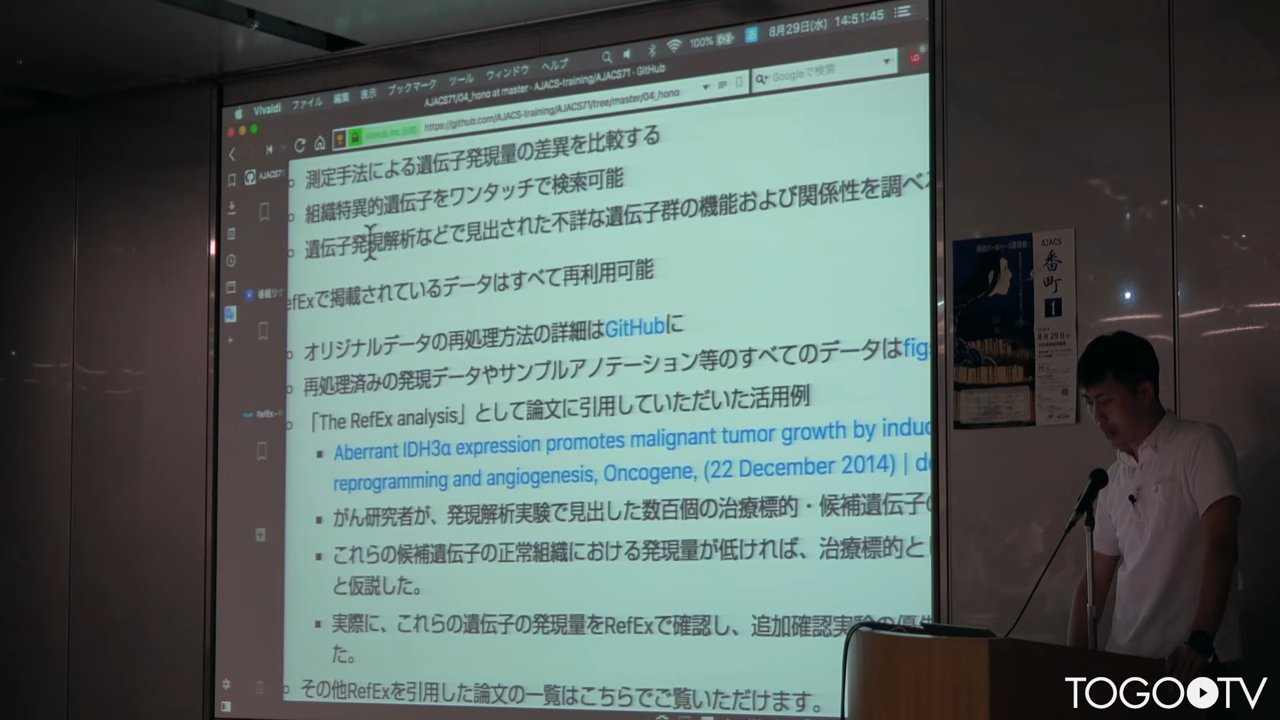 Vivaldi ファイル 編集 表示 ブックマーク ツール ウィンドウ ヘルプ 100% 8月29日(水) 14:51:45
AJACS71/04_hono at master · AJACS-training/AJACS71 · GitHub
https://github.com/AJACS-training/AJACS71/tree/master/04_hono
Googleで検索
AJACS71
測定手法による遺伝子発現量の差異を比較する
組織特異的遺伝子をワンタッチで検索可能
遺伝子発現解析などで見出された不詳な遺伝子群の機能および関係性を調べ
efExで掲載されているデータはすべて再利用可能
オリジナルデータの再処理方法の詳細はGitHubに
再処理済みの発現データやサンプルアノテーション等のすべてのデータはfig
「The RefEx analysis」として論文に引用していただいた活用例
Aberrant IDH3α expression promotes malignant tumor growth by induc
reprogramming and angiogenesis, Oncogene, (22 December 2014) | d
がん研究者が、発現解析実験で見出した数百個の治療標的・候補遺伝子の
これらの候補遺伝子の正常組織における発現量が低ければ、治療標的と
と仮説した。
実際に、これらの遺伝子の発現量をRefExで確認し、追加確認実験の優
た。
その他RefExを引用した論文の一覧はこちらでご覧いただけます。
AJACS
番町
1
8月29日
TOGO TV